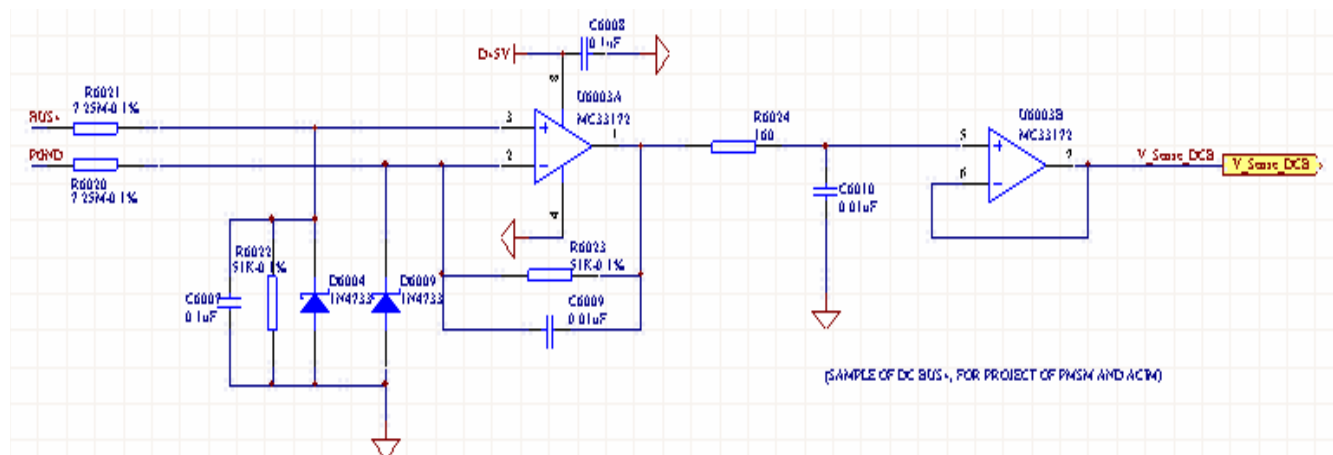 C6008
0.1uF
D+5V
8
R6021
7.25M-0.1%
BUS+
U6003A
MC33172
3
1
2
4
R6024
160
U6003B
MC33172
5
7
6
V_Sense_DCB
V_Sense_DCB
PGND
R6020
7.25M-0.1%
C6010
0.01uF
R6022
51K-0.1%
R6023
51K-0.1%
D6004
1N4733
D6009
1N4733
C6007
0.1uF
C6009
0.01uF
(SAMPLE OF DC BUS+, FOR PROJECT OF PMSM AND ACIM)